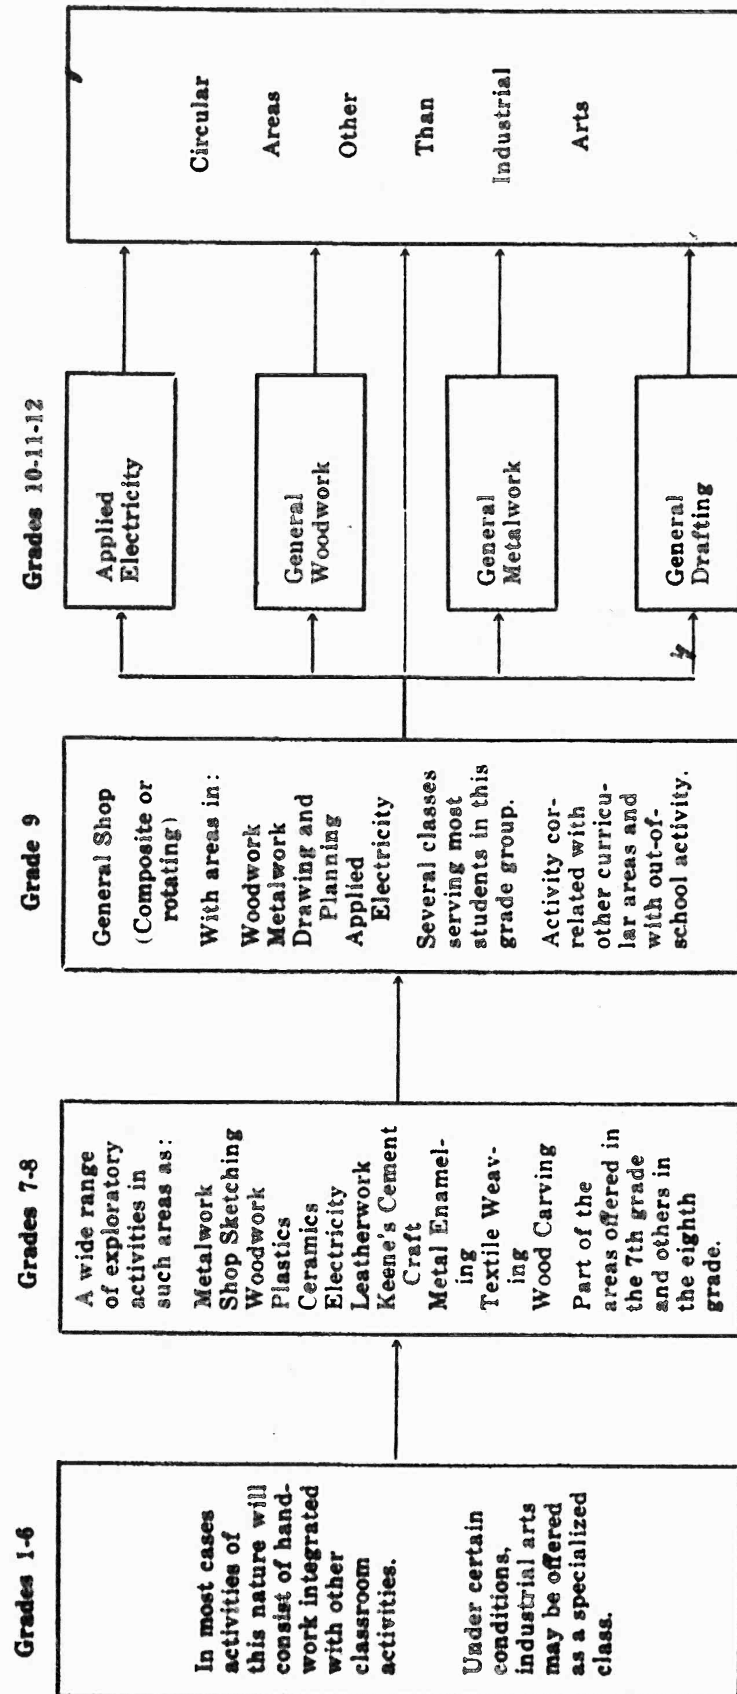 Grades 1-6
In most cases
activities of
this nature will
consist of hand-
work integrated
with other
classroom
activities.
Under certain
conditions,
industrial arts
may be offered
as a specialized
class.
Grades 7-8
A wide range
of exploratory
activities in
such areas as:
Metalwork
Shop Sketching
Woodwork
Plastics
Ceramics
Electricity
Leatherwork
Keene's Cement
Craft
Metal Enamel-
ing
Textile Weav-
ing
Wood Carving
Part of the
areas offered in
the 7th grade
and others in
the eighth
grade.
Grade 9
General Shop
(Composite or
rotating)
With areas in:
Woodwork
Metalwork
Drawing and
Planning
Applied
Electricity
Several classes
serving most
students in this
grade group.
Activity cor-
related with
other curricu-
lar areas and
with out-of-
school activity.
Grades 10-11-12
Applied
Electricity
General
Woodwork
General
Metalwork
General
Drafting
Circular
Areas
Other
Than
Industrial
Arts